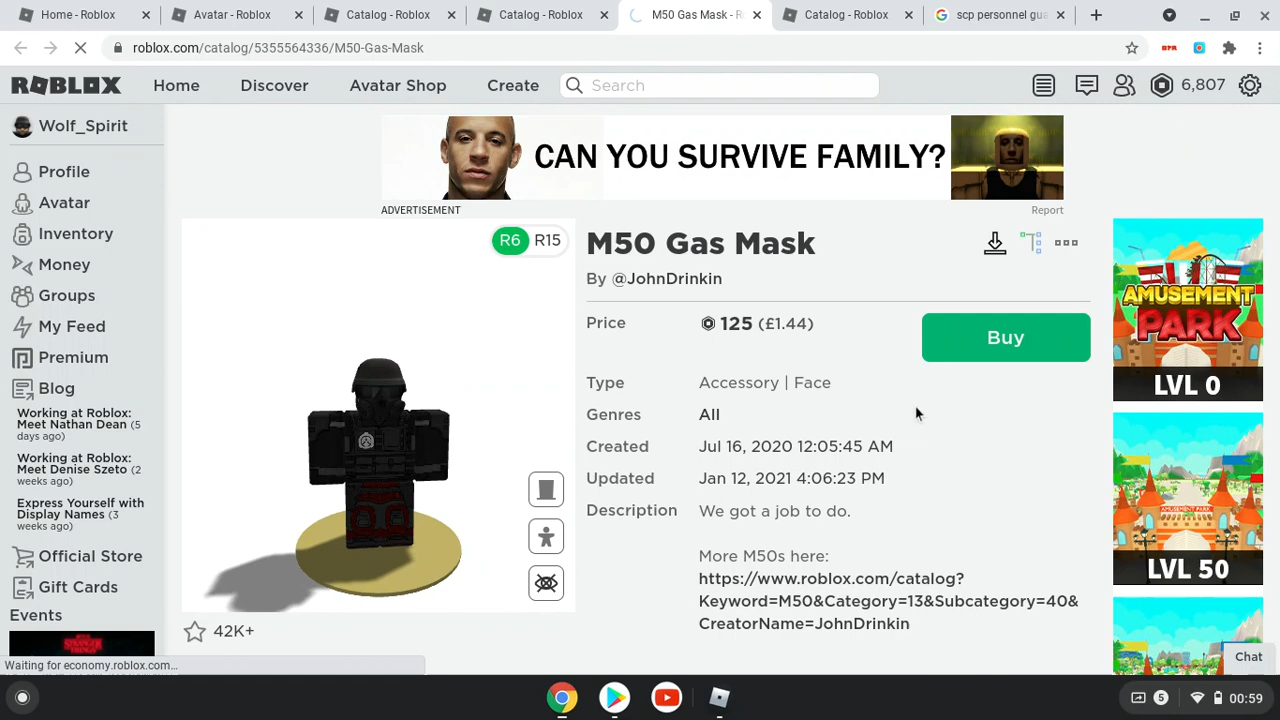 Home - Roblox
Avatar - Roblox
Catalog - Roblox
Catalog - Roblox
M50 Gas Mask - R
Catalog - Roblox
scp personnel gua
roblox.com/catalog/5355564336/M50-Gas-Mask
ROBLOX
Home
Discover
Avatar Shop
Create
Search
6,807
Wolf_Spirit
Profile
Avatar
Inventory
Money
Groups
My Feed
Premium
Blog
Working at Roblox:
Meet Nathan Dean (5
days ago)
Working at Roblox:
Meet Denise Szeto (2
weeks ago)
Express Yourself with
Display Names (3
weeks ago)
Official Store
Gift Cards
Events
Waiting for economy.roblox.com...
CAN YOU SURVIVE FAMILY?
ADVERTISEMENT
Report
R6 R15
42K+
M50 Gas Mask
By @JohnDrinkin
Price 125 (£1.44)
Buy
Type Accessory | Face
Genres All
Created Jul 16, 2020 12:05:45 AM
Updated Jan 12, 2021 4:06:23 PM
Description We got a job to do.
More M50s here:
https://www.roblox.com/catalog?
Keyword=M50&Category=13&Subcategory=40&
CreatorName=JohnDrinkin
AMUSEMENT
PARK
LVL 0
LVL 50
Chat
5
00:59